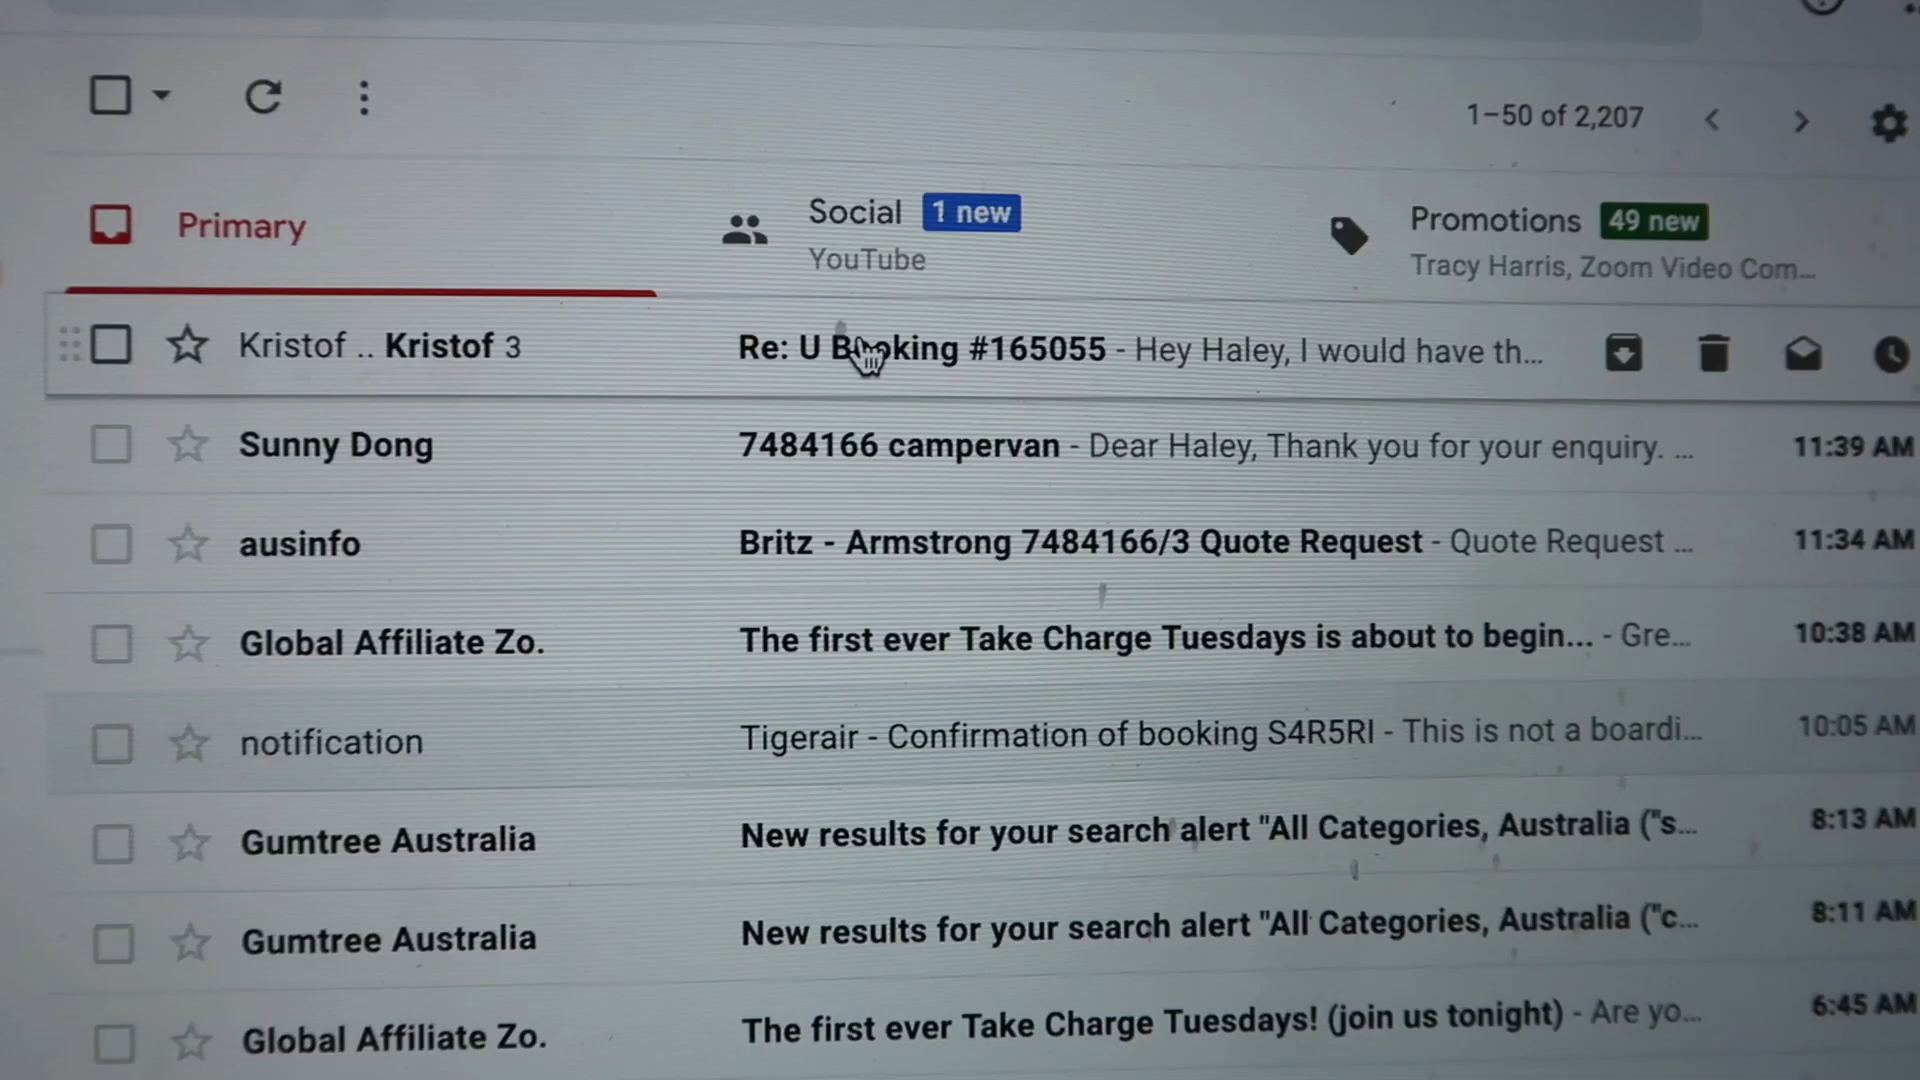 1–50 of 2,207
Primary
Social 1 new
YouTube
Promotions 49 new
Tracy Harris, Zoom Video Com...
Kristof .. Kristof 3 Re: U Booking #165055 - Hey Haley, I would have th...
Sunny Dong 7484166 campervan - Dear Haley, Thank you for your enquiry. ... 11:39 AM
ausinfo Britz - Armstrong 7484166/3 Quote Request - Quote Request ... 11:34 AM
Global Affiliate Zo. The first ever Take Charge Tuesdays is about to begin... - Gre... 10:38 AM
notification Tigerair - Confirmation of booking S4R5RI - This is not a boardi... 10:05 AM
Gumtree Australia New results for your search alert "All Categories, Australia ("s... 8:13 AM
Gumtree Australia New results for your search alert "All Categories, Australia ("c... 8:11 AM
Global Affiliate Zo. The first ever Take Charge Tuesdays! (join us tonight) - Are yo... 6:45 AM